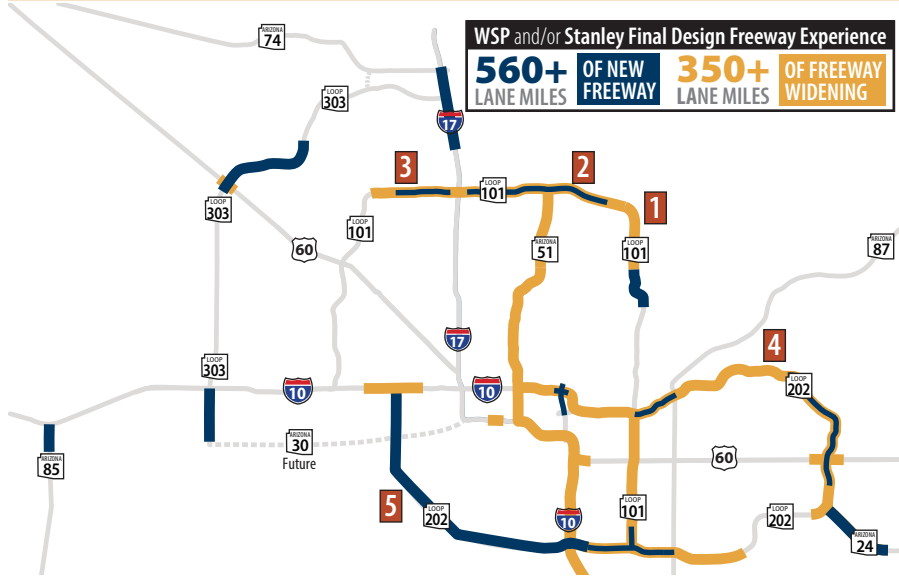 WSP and/or Stanley Final Design Freeway Experience
560+
LANE MILES
OF NEW
FREEWAY
350+
LANE MILES
OF FREEWAY
WIDENING
ARIZONA
74
LOOP
303
17
3
2
LOOP
101
1
LOOP
303
LOOP
101
60
ARIZONA
51
LOOP
101
ARIZONA
87
17
4
LOOP
303
10
10
LOOP
202
ARIZONA
30
Future
ARIZONA
85
60
5
LOOP
202
10
LOOP
101
LOOP
202
ARIZONA
24